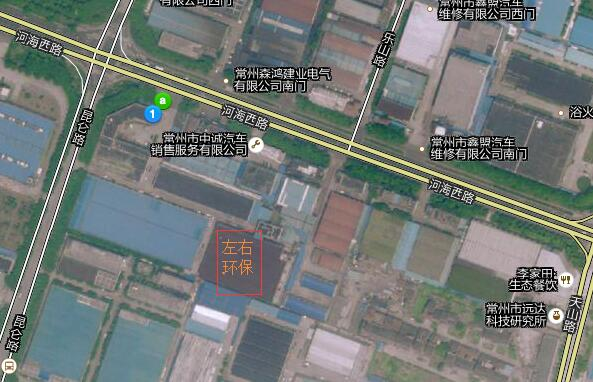 有限公司西门
常州市鑫盟汽车
维修有限公司西门
河海西路
乐山路
常州森鸿建业电气
有限公司南门
a
1
河海西路
浴火
昆仑路
常州市中诚汽车
销售服务有限公司
常州市鑫盟汽车
维修有限公司南门
河海西路
左右
环保
李家田
生态餐饮
常州市远达
科技研究所
天山路
昆仑路